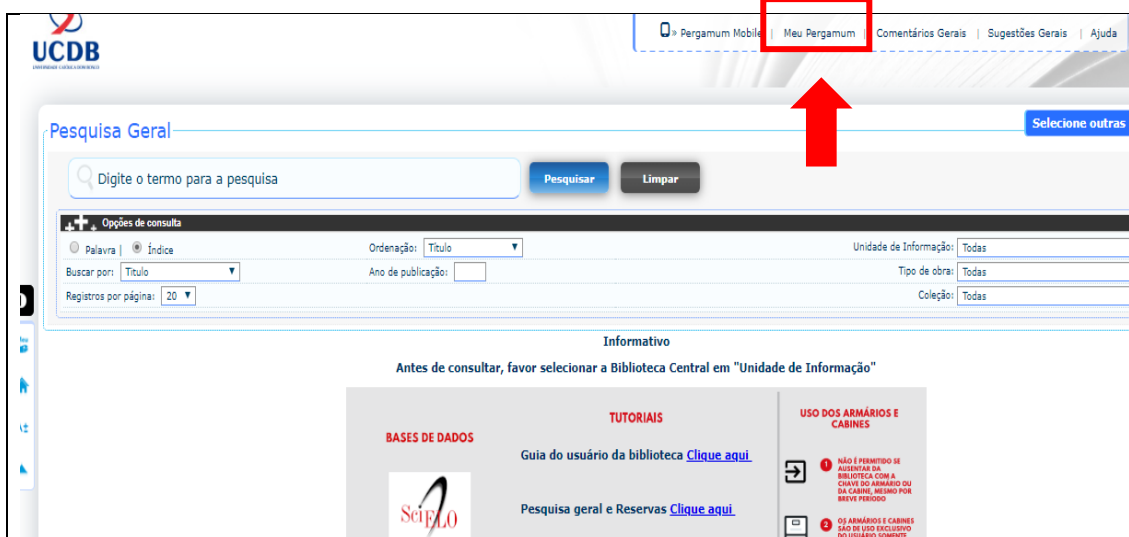 UCDB
» Pergamum Mobile | Meu Pergamum | Comentários Gerais | Sugestões Gerais | Ajuda
Pesquisa Geral
Selecione outras
Digite o termo para a pesquisa
Pesquisar
Limpar
Opções de consulta
Palavra | Índice
Ordenação: Título
Unidade de Informação: Todas
Buscar por: Título
Ano de publicação:
Tipo de obra: Todas
Registros por página: 20
Coleção: Todas
Informativo
Antes de consultar, favor selecionar a Biblioteca Central em "Unidade de Informação"
BASES DE DADOS
SciELO
TUTORIAIS
Guia do usuário da biblioteca Clique aqui
Pesquisa geral e Reservas Clique aqui
USO DOS ARMÁRIOS E
CABINES
1 NÃO É PERMITIDO SE
AUSENTAR DA
BIBLIOTECA COM A
CHAVE DO ARMÁRIO OU
DA CABINE, MESMO POR
BREVE PERÍODO
2 OS ARMÁRIOS E CABINES
SÃO DE USO EXCLUSIVO
DO USUÁRIO SOMENTE